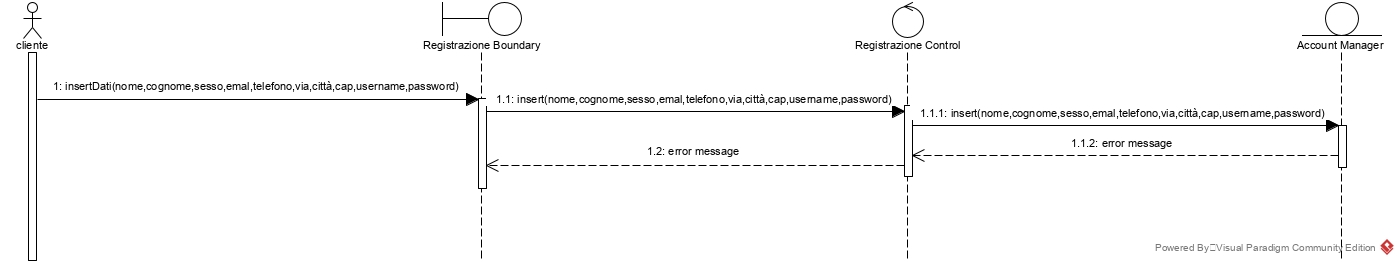 cliente
Registrazione Boundary
Registrazione Control
Account Manager
1: insertDati(nome,cognome,sesso,emal,telefono,via,città,cap,username,password)
1.1: insert(nome,cognome,sesso,emal,telefono,via,città,cap,username,password)
1.1.1: insert(nome,cognome,sesso,emal,telefono,via,città,cap,username,password)
1.2: error message
1.1.2: error message
Powered By Visual Paradigm Community Edition